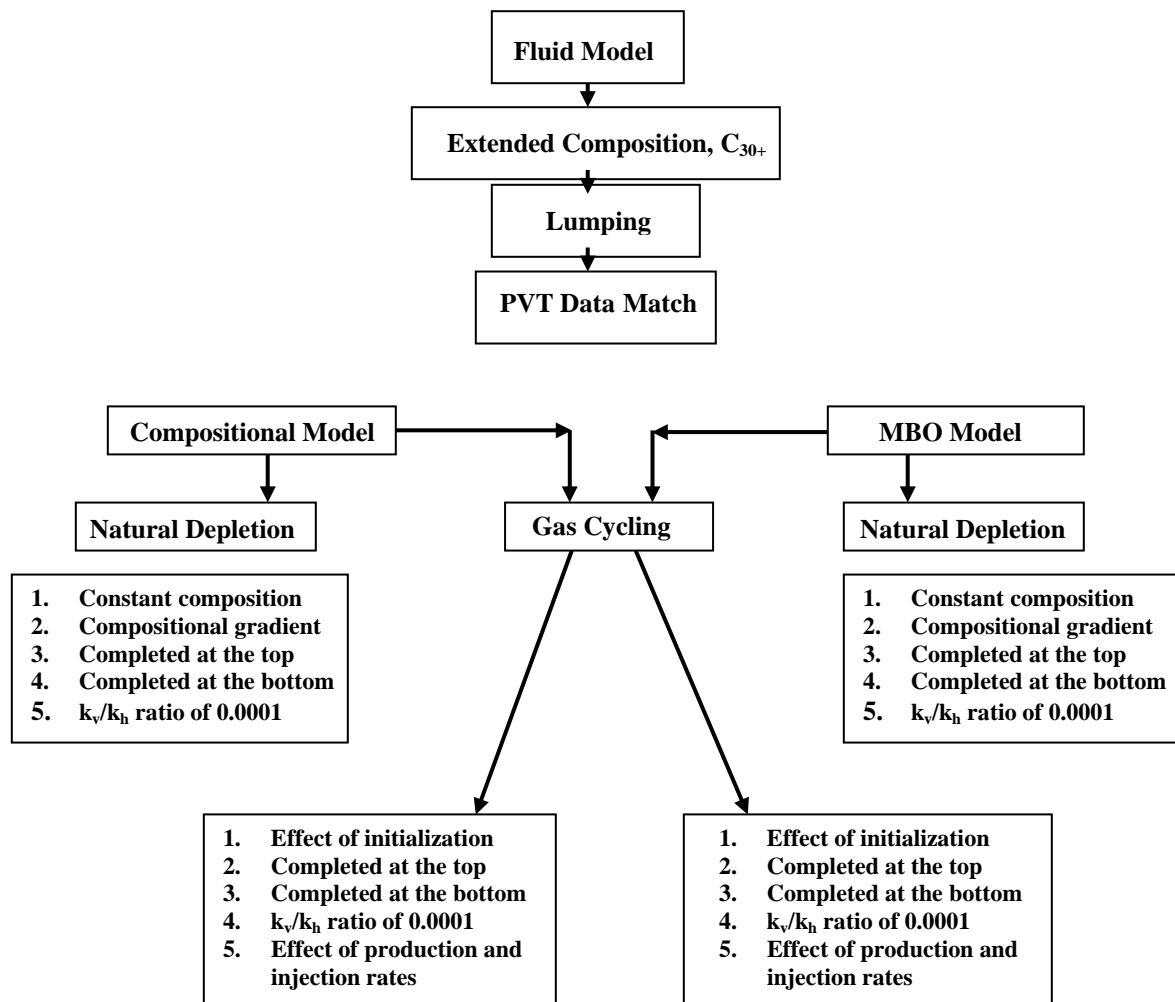 Fluid Model
Extended Composition, C₃₀₊
Lumping
PVT Data Match
Compositional Model
MBO Model
Natural Depletion
Gas Cycling
Natural Depletion
1. Constant composition
2. Compositional gradient
3. Completed at the top
4. Completed at the bottom
5. kᵥ/kₕ ratio of 0.0001
1. Constant composition
2. Compositional gradient
3. Completed at the top
4. Completed at the bottom
5. kᵥ/kₕ ratio of 0.0001
1. Effect of initialization
2. Completed at the top
3. Completed at the bottom
4. kᵥ/kₕ ratio of 0.0001
5. Effect of production and
injection rates
1. Effect of initialization
2. Completed at the top
3. Completed at the bottom
4. kᵥ/kₕ ratio of 0.0001
5. Effect of production and
injection rates